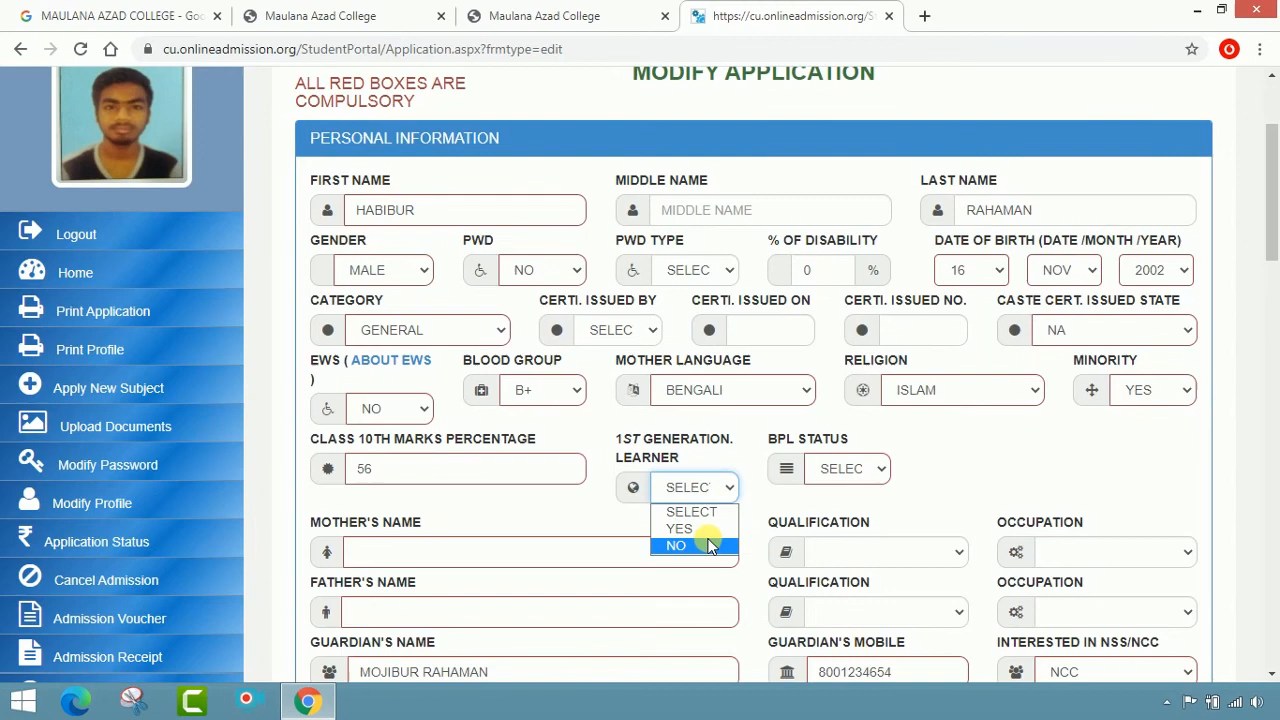 MAULANA AZAD COLLEGE - Goo
Maulana Azad College
Maulana Azad College
https://cu.onlineadmission.org/S
cu.onlineadmission.org/StudentPortal/Application.aspx?frmtype=edit
ALL RED BOXES ARE
COMPULSORY
MODIFY APPLICATION
Logout
Home
Print Application
Print Profile
Apply New Subject
Upload Documents
Modify Password
Modify Profile
Application Status
Cancel Admission
Admission Voucher
Admission Receipt
PERSONAL INFORMATION
FIRST NAME MIDDLE NAME LAST NAME
HABIBUR MIDDLE NAME RAHAMAN
GENDER PWD PWD TYPE % OF DISABILITY DATE OF BIRTH (DATE /MONTH /YEAR)
MALE NO SELEC 0 % 16 NOV 2002
CATEGORY CERTI. ISSUED BY CERTI. ISSUED ON CERTI. ISSUED NO. CASTE CERT. ISSUED STATE
GENERAL SELEC NA
EWS ( ABOUT EWS BLOOD GROUP MOTHER LANGUAGE RELIGION MINORITY
)
B+ BENGALI ISLAM YES
NO
CLASS 10TH MARKS PERCENTAGE 1ST GENERATION. BPL STATUS
LEARNER
56 SELEC
SELEC
SELECT
YES
NO
MOTHER'S NAME QUALIFICATION OCCUPATION
FATHER'S NAME QUALIFICATION OCCUPATION
GUARDIAN'S NAME GUARDIAN'S MOBILE INTERESTED IN NSS/NCC
MOJIBUR RAHAMAN 8001234654 NCC